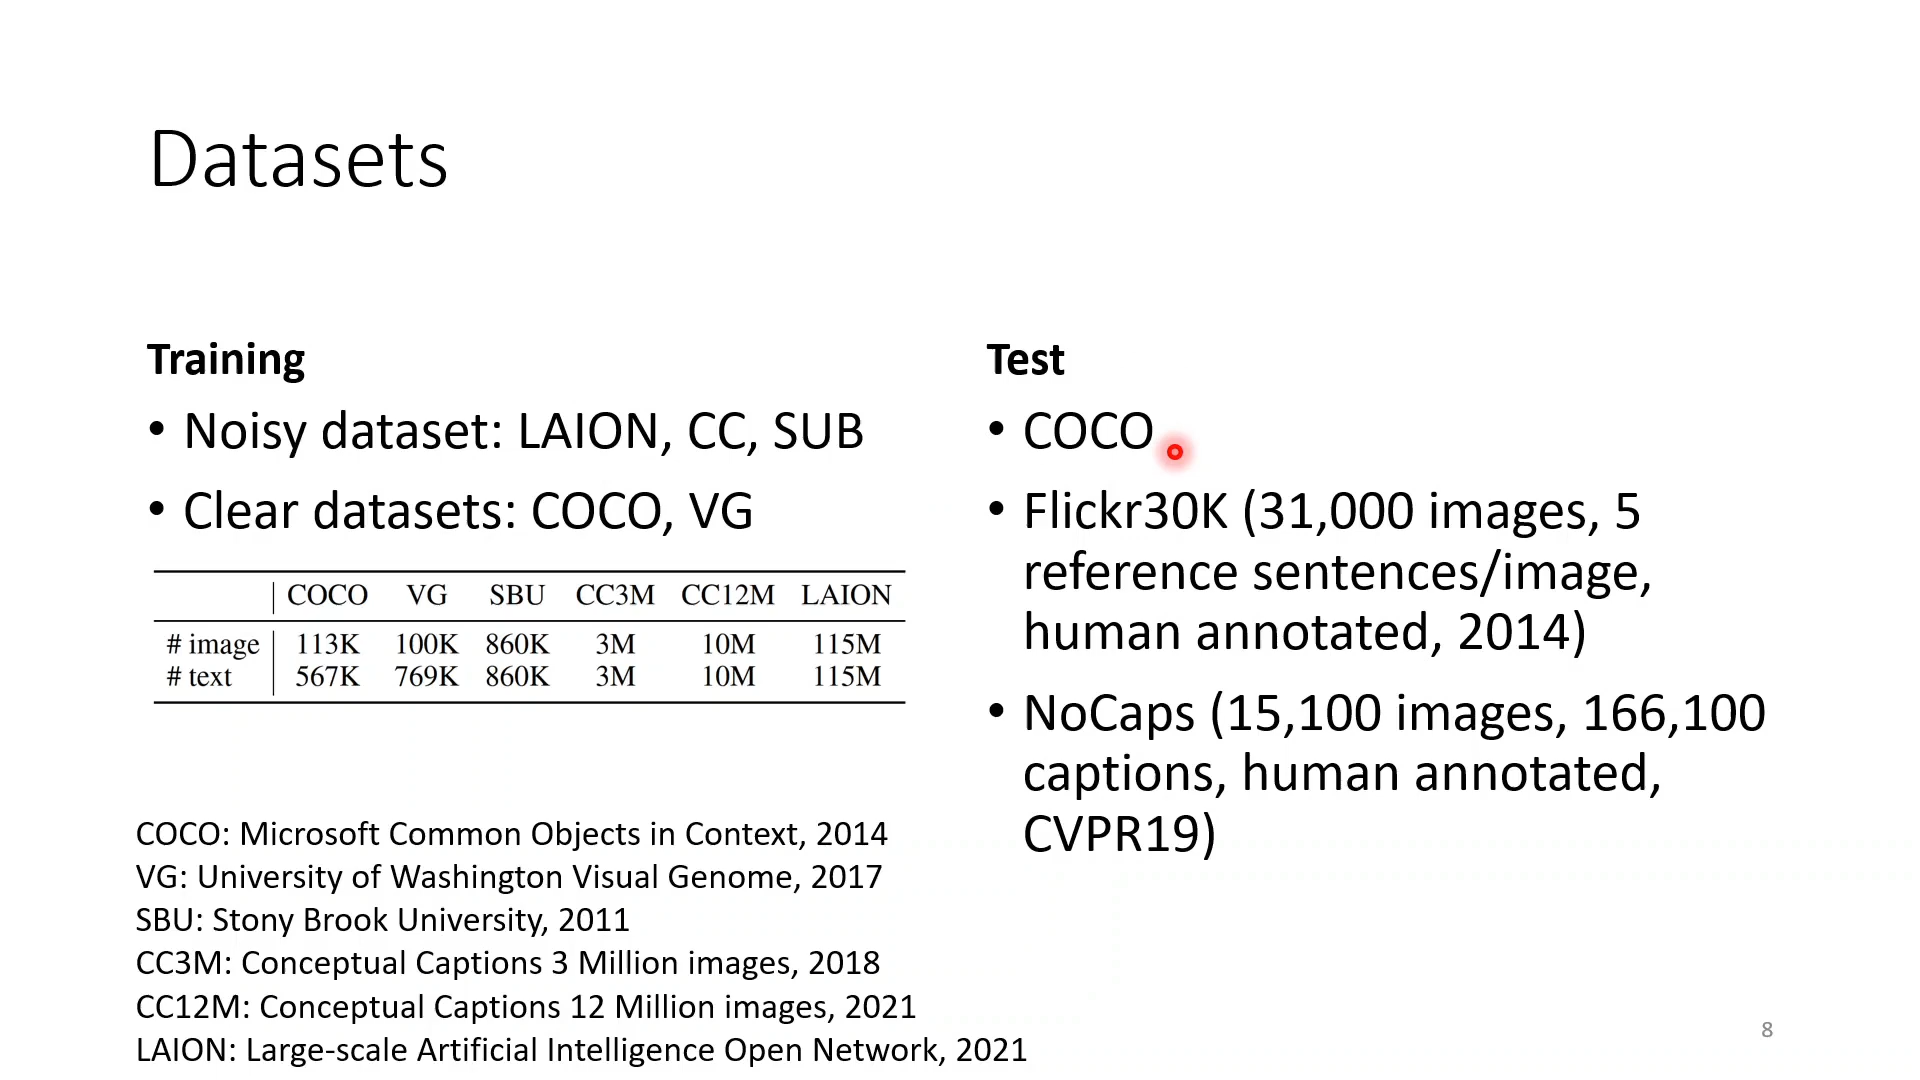 Datasets
Training
• Noisy dataset: LAION, CC, SUB
• Clear datasets: COCO, VG
COCO VG SBU CC3M CC12M LAION
# image 113K 100K 860K 3M 10M 115M
# text 567K 769K 860K 3M 10M 115M
COCO: Microsoft Common Objects in Context, 2014
VG: University of Washington Visual Genome, 2017
SBU: Stony Brook University, 2011
CC3M: Conceptual Captions 3 Million images, 2018
CC12M: Conceptual Captions 12 Million images, 2021
LAION: Large-scale Artificial Intelligence Open Network, 2021
Test
• COCO
• Flickr30K (31,000 images, 5
reference sentences/image,
human annotated, 2014)
• NoCaps (15,100 images, 166,100
captions, human annotated,
CVPR19)
8